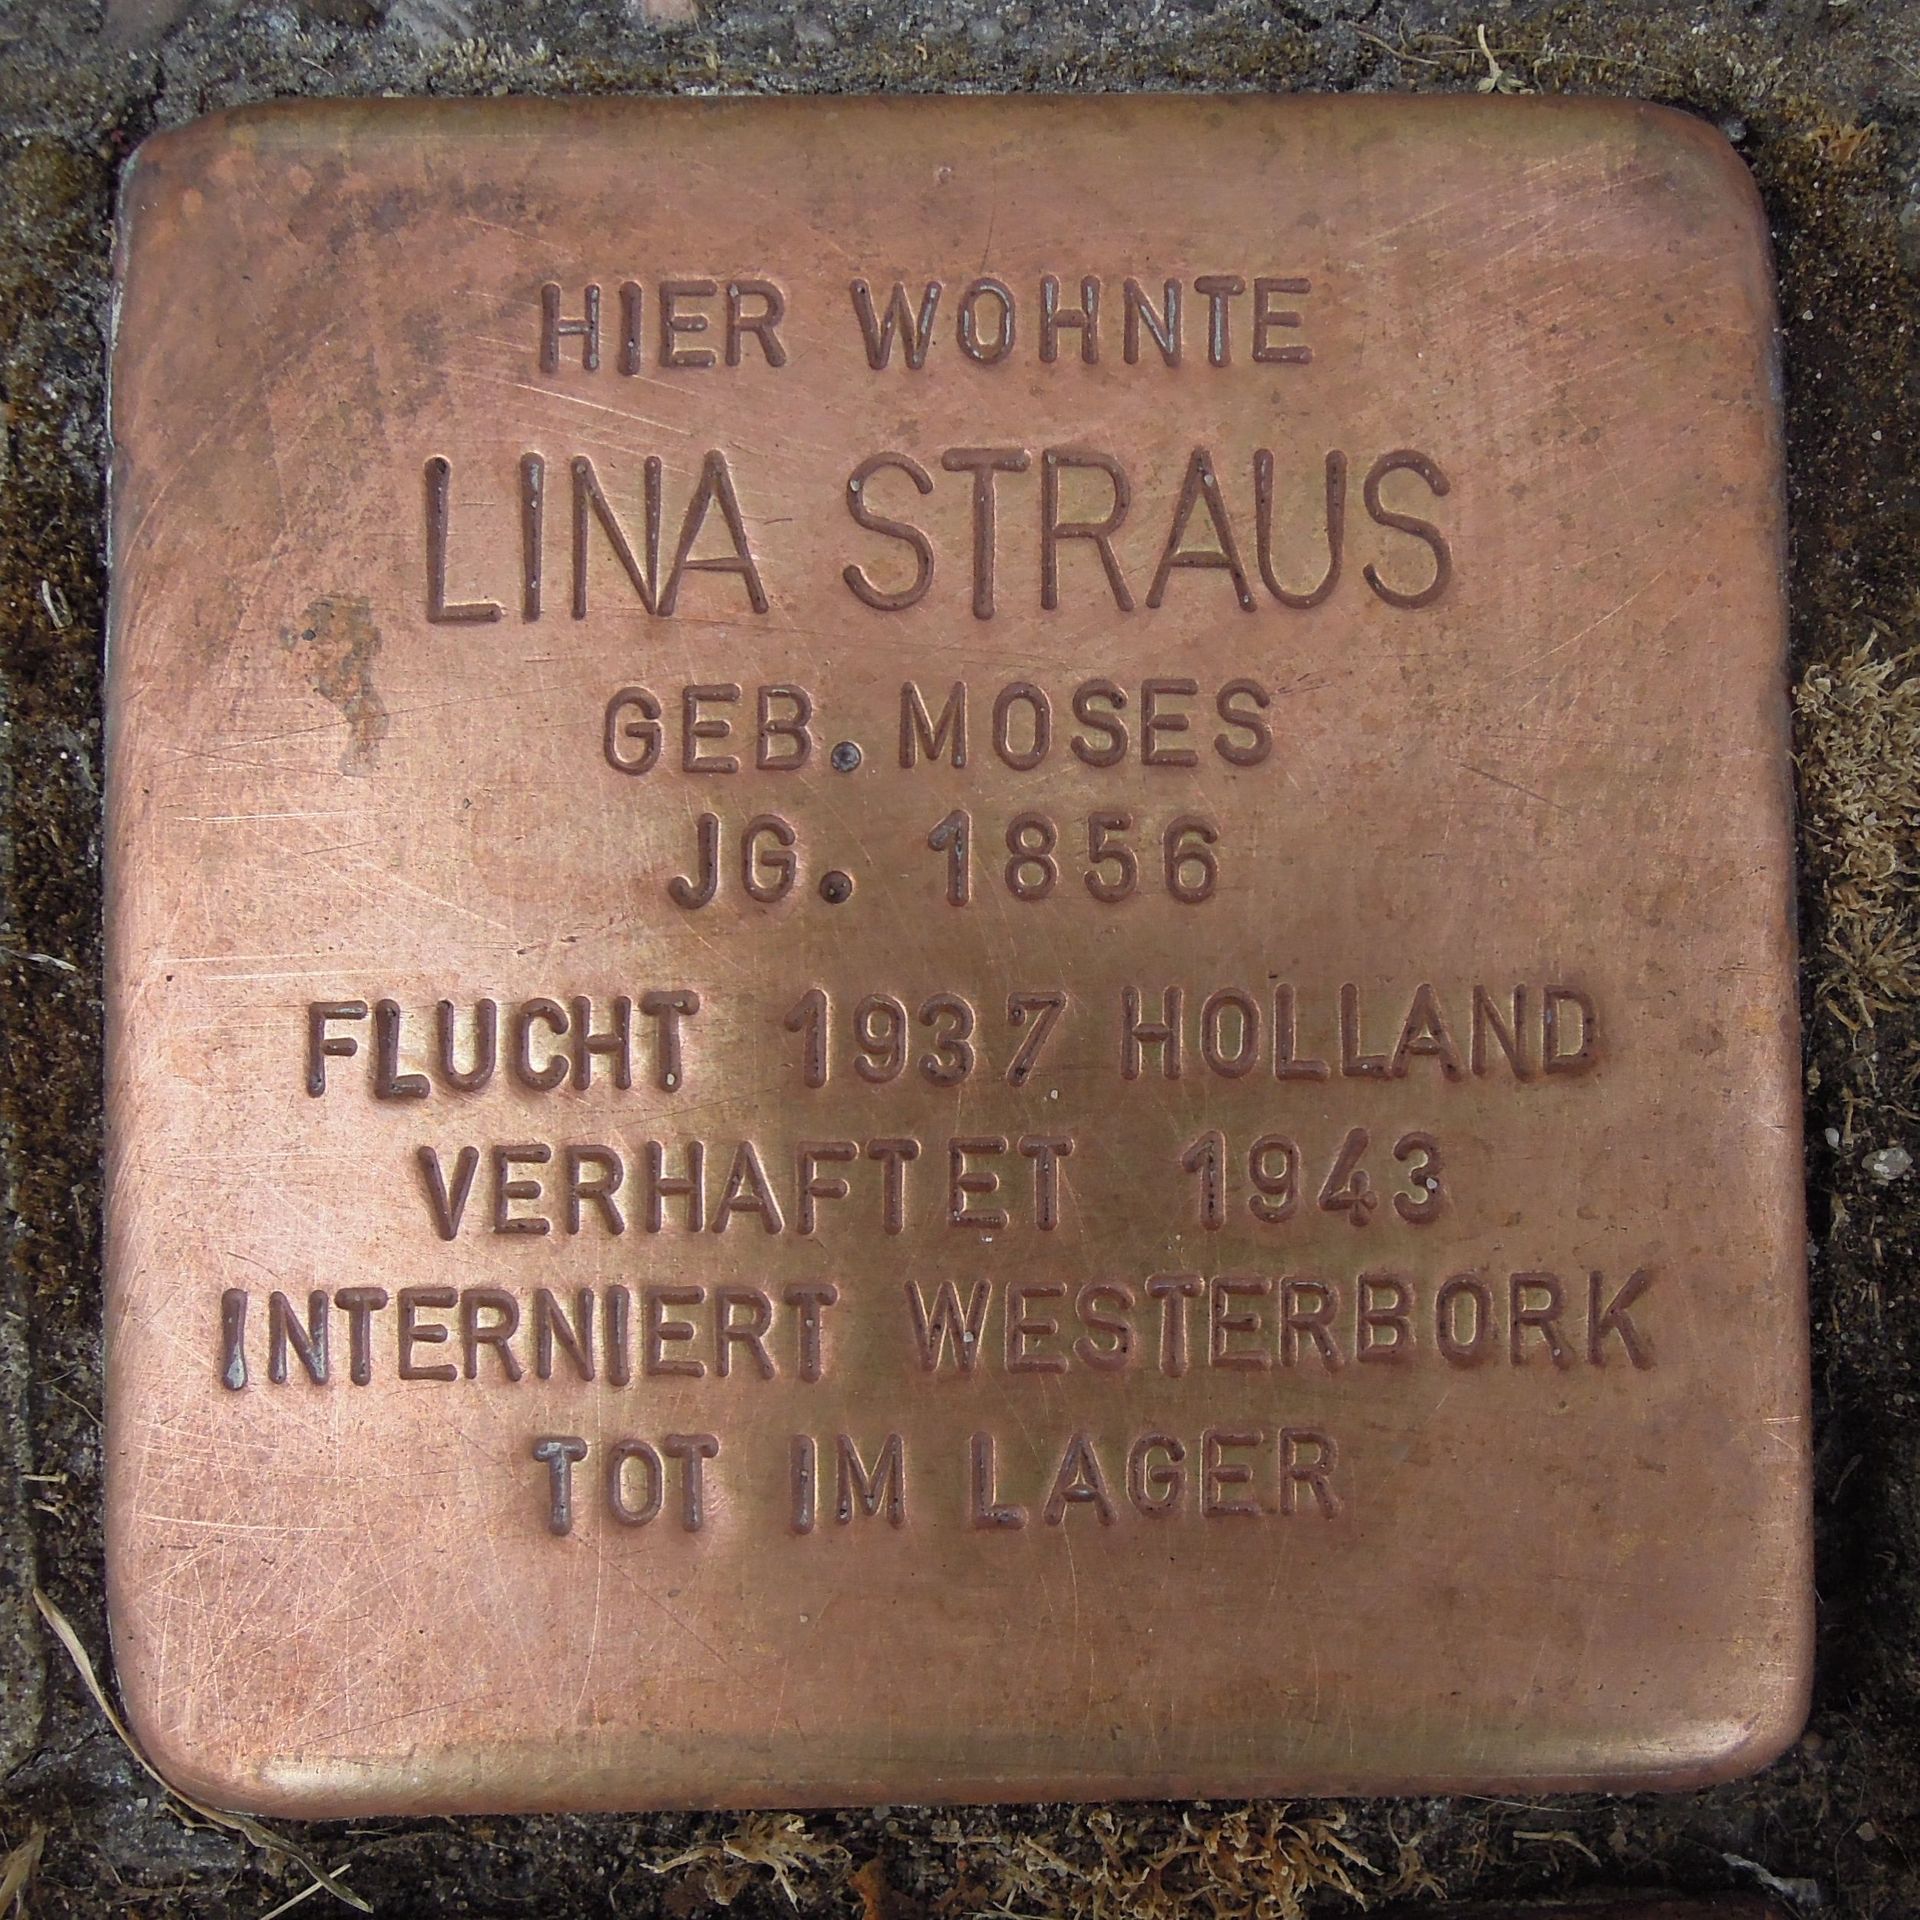 HIER WOHNTE
LINA STRAUS
GEB. MOSES
JG. 1856
FLUCHT 1937 HOLLAND
VERHAFTET 1943
INTERNIERT WESTERBORK
TOT IM LAGER